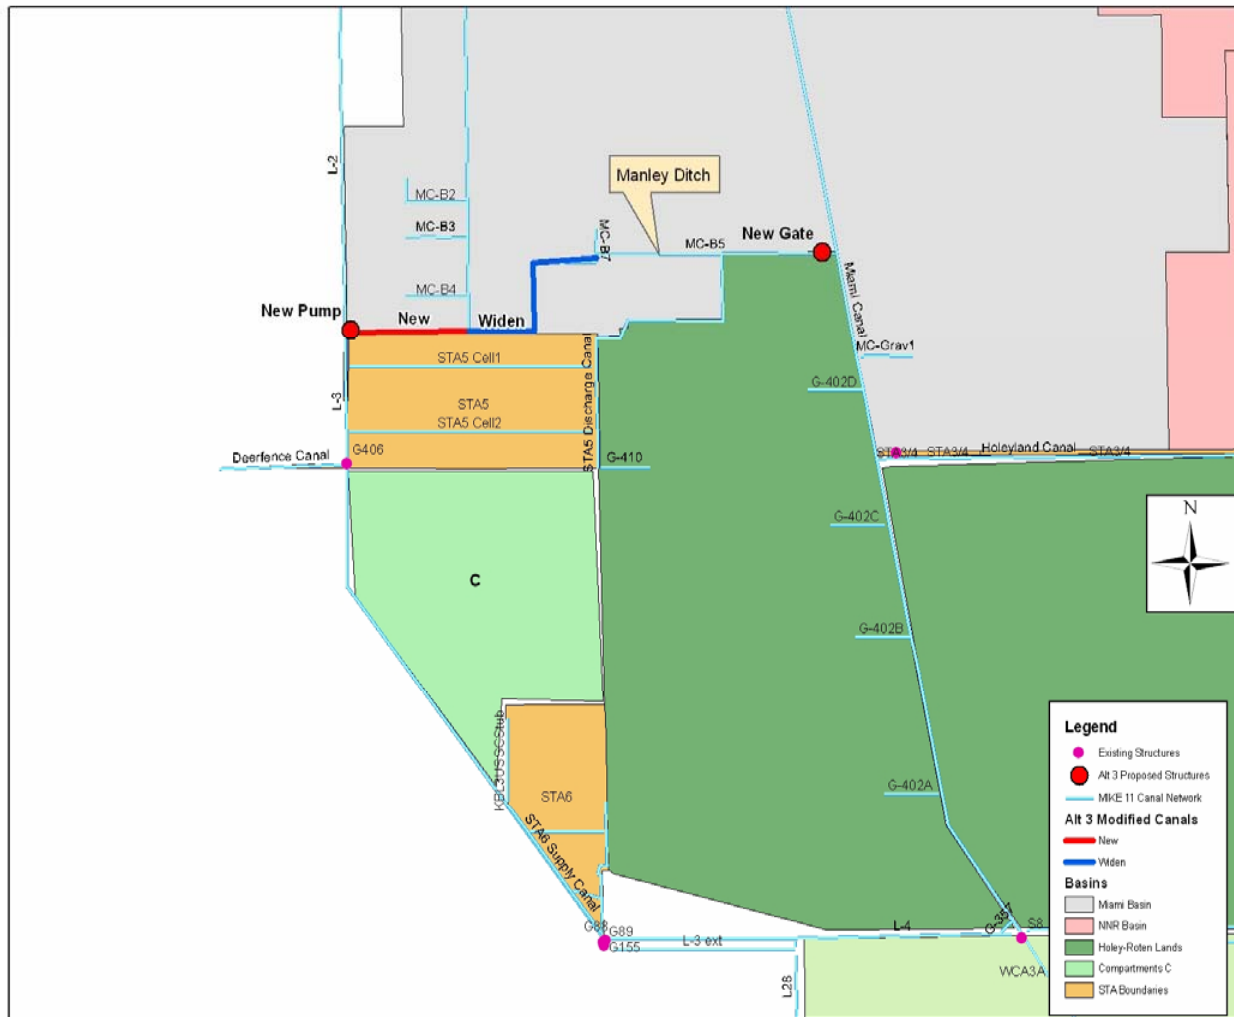 L-2
MC-B2
MC-B3
MC-B4
Manley Ditch
MC-B7
MC-B5
New Gate
Miami Canal
New Pump
New
Widen
MC-Grav1
STA5 Cell1
STA5 Discharge Canal
G-402D
L-3
STA5
STA5 Cell2
G406
Deerfence Canal
G-410
STA3/4
STA3/4
Holeyland Canal
STA3/4
G-402C
N
C
G-402B
KBL3USSCStub
STA6
STA6 Supply Canal
G-402A
G88
G89
G155
L-3 ext
L-4
G-357
S8
WCA3A
L28
Legend
Existing Structures
Alt 3 Proposed Structures
MIKE 11 Canal Network
Alt 3 Modified Canals
New
Widen
Basins
Miami Basin
NNR Basin
Holey-Roten Lands
Compartments C
STA Boundaries